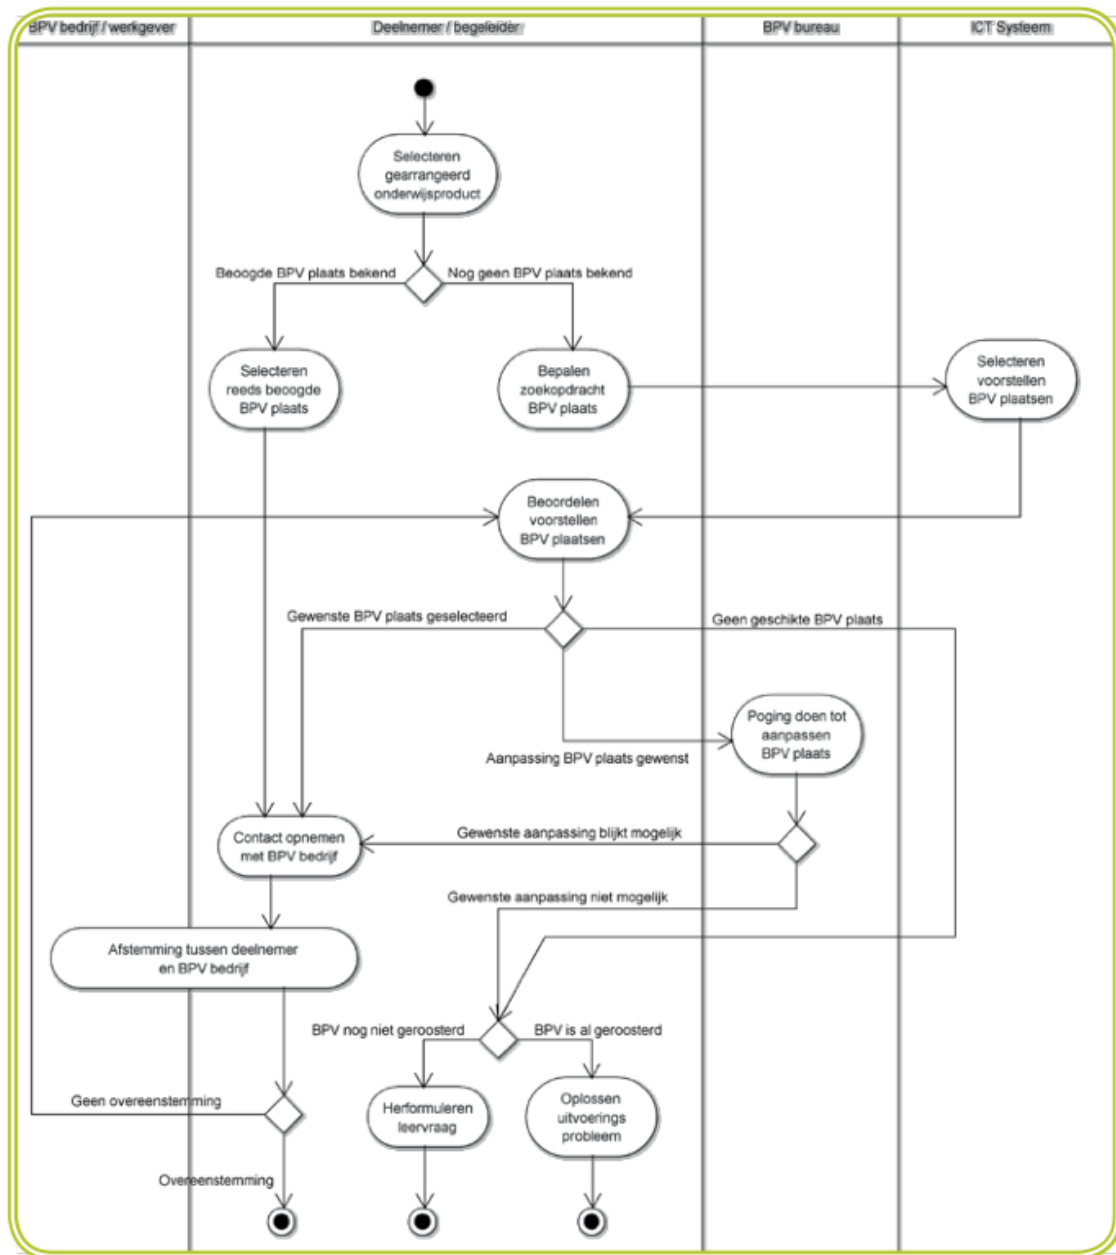 BPV bedrijf / werkgever
Deelnemer / begeleider
BPV bureau
ICT Systeem
Selecteren
gearrangeerd
onderwijsproduct
Beoogde BPV plaats bekend
Nog geen BPV plaats bekend
Selecteren
reeds beoogde
BPV plaats
Bepalen
zoekopdracht
BPV plaats
Selecteren
voorstellen
BPV plaatsen
Beoordelen
voorstellen
BPV plaatsen
Gewenste BPV plaats geselecteerd
Geen geschikte BPV plaats
Poging doen tot
aanpassen
BPV plaats
Aanpassing BPV plaats gewenst
Contact opnemen
met BPV bedrijf
Gewenste aanpassing blijkt mogelijk
Gewenste aanpassing niet mogelijk
Afstemming tussen deelnemer
en BPV bedrijf
BPV nog niet geroosterd
BPV is al geroosterd
Geen overeenstemming
Herformuleren
leervraag
Oplossen
uitvoerings
probleem
Overeenstemming